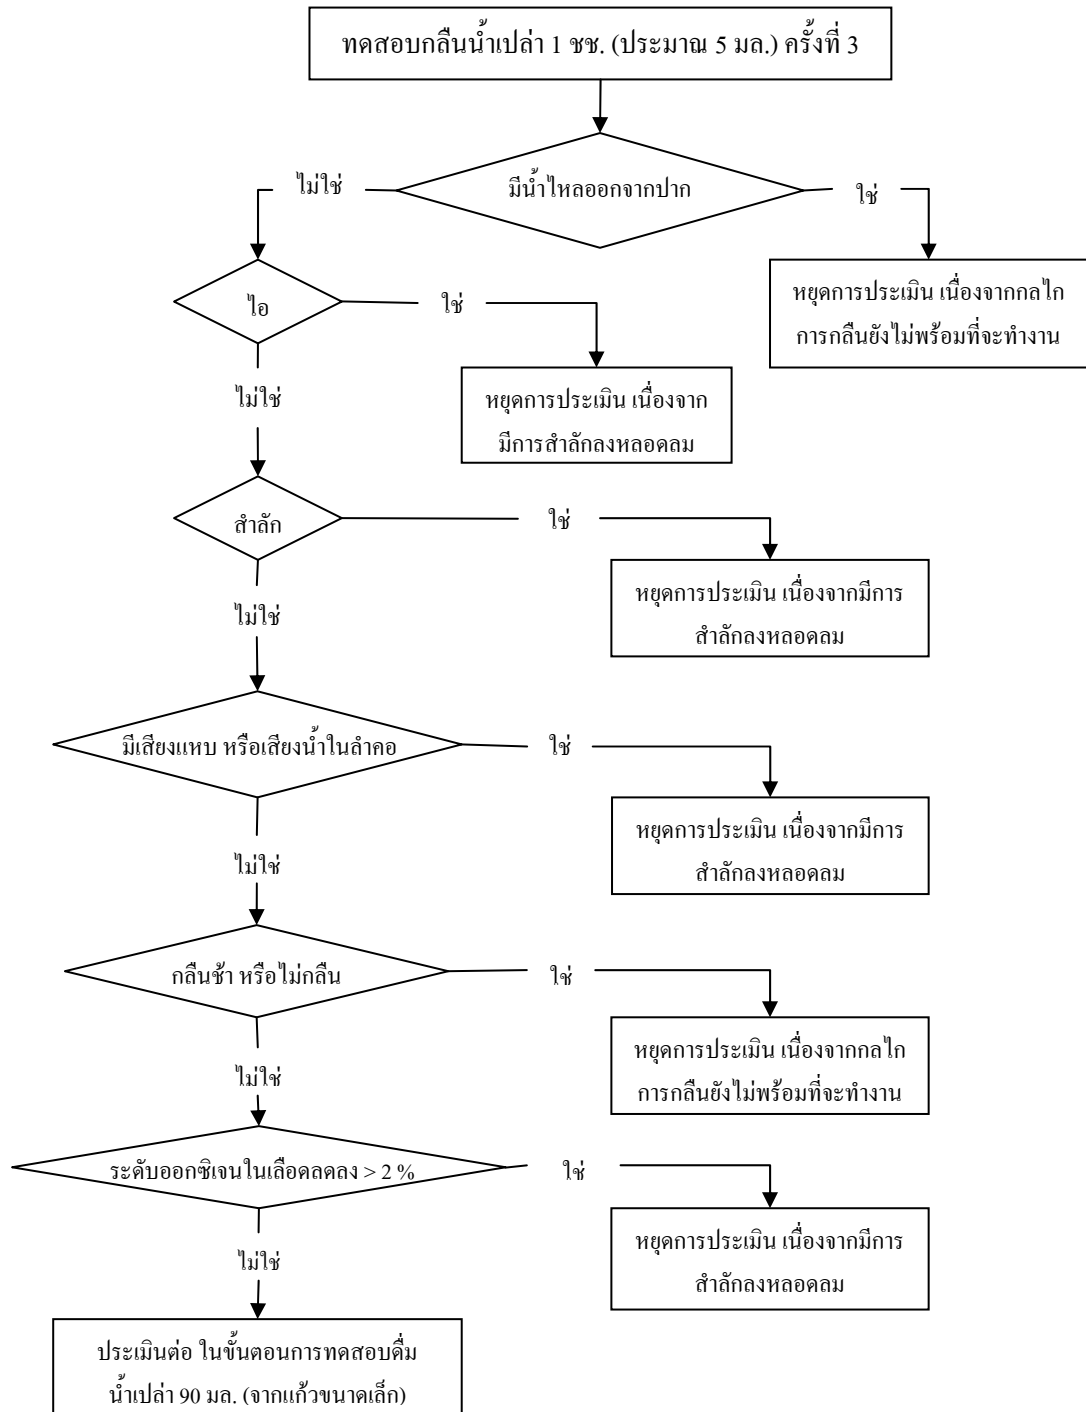 ทดสอบกลืนน้ำเปล่า 1 ชช. (ประมาณ 5 มล.) ครั้งที่ 3
มีน้ำไหลออกจากปาก
ไม่ใช่
ใช่
หยุดการประเมิน เนื่องจากกลไก
การกลืนยังไม่พร้อมที่จะทำงาน
ไอ
ใช่
หยุดการประเมิน เนื่องจาก
มีการสำลักลงหลอดลม
ไม่ใช่
สำลัก
ใช่
หยุดการประเมิน เนื่องจากมีการ
สำลักลงหลอดลม
ไม่ใช่
มีเสียงแหบ หรือเสียงน้ำในลำคอ
ใช่
หยุดการประเมิน เนื่องจากมีการ
สำลักลงหลอดลม
ไม่ใช่
กลืนช้า หรือไม่กลืน
ใช่
หยุดการประเมิน เนื่องจากกลไก
การกลืนยังไม่พร้อมที่จะทำงาน
ไม่ใช่
ระดับออกซิเจนในเลือดลดลง > 2 %
ใช่
หยุดการประเมิน เนื่องจากมีการ
สำลักลงหลอดลม
ไม่ใช่
ประเมินต่อ ในขั้นตอนการทดสอบดื่ม
น้ำเปล่า 90 มล. (จากแก้วขนาดเล็ก)